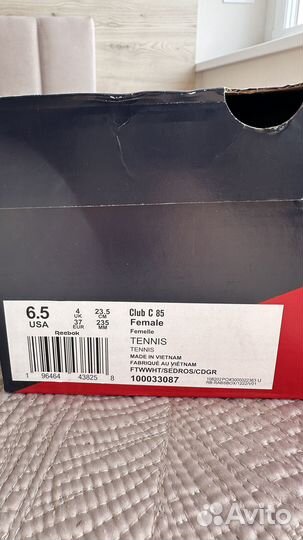 6.5
USA
4
UK
23.5
CM
37
EUR
235
MM
Reebok
1 96464 43825 8
Club C 85
Female
Femelle
TENNIS
TENNIS
MADE IN VIETNAM
FABRIQUÉ AU VIÊTNAM
FTWWHT/SEDROS/CDGR
100033087
Avito